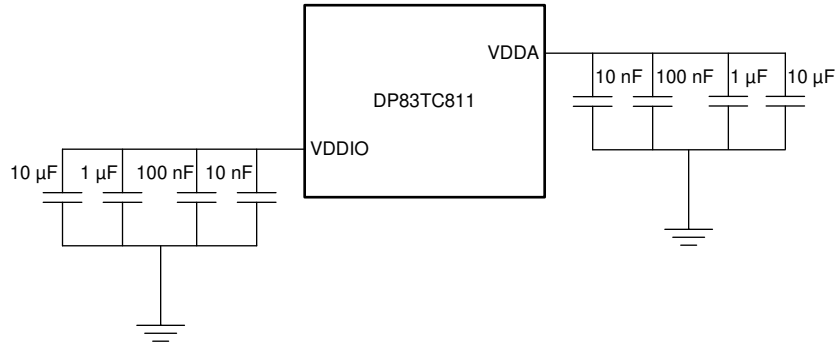 VDDA
10 nF 100 nF 1 µF 10 µF
DP83TC811
VDDIO
10 µF 1 µF 100 nF 10 nF